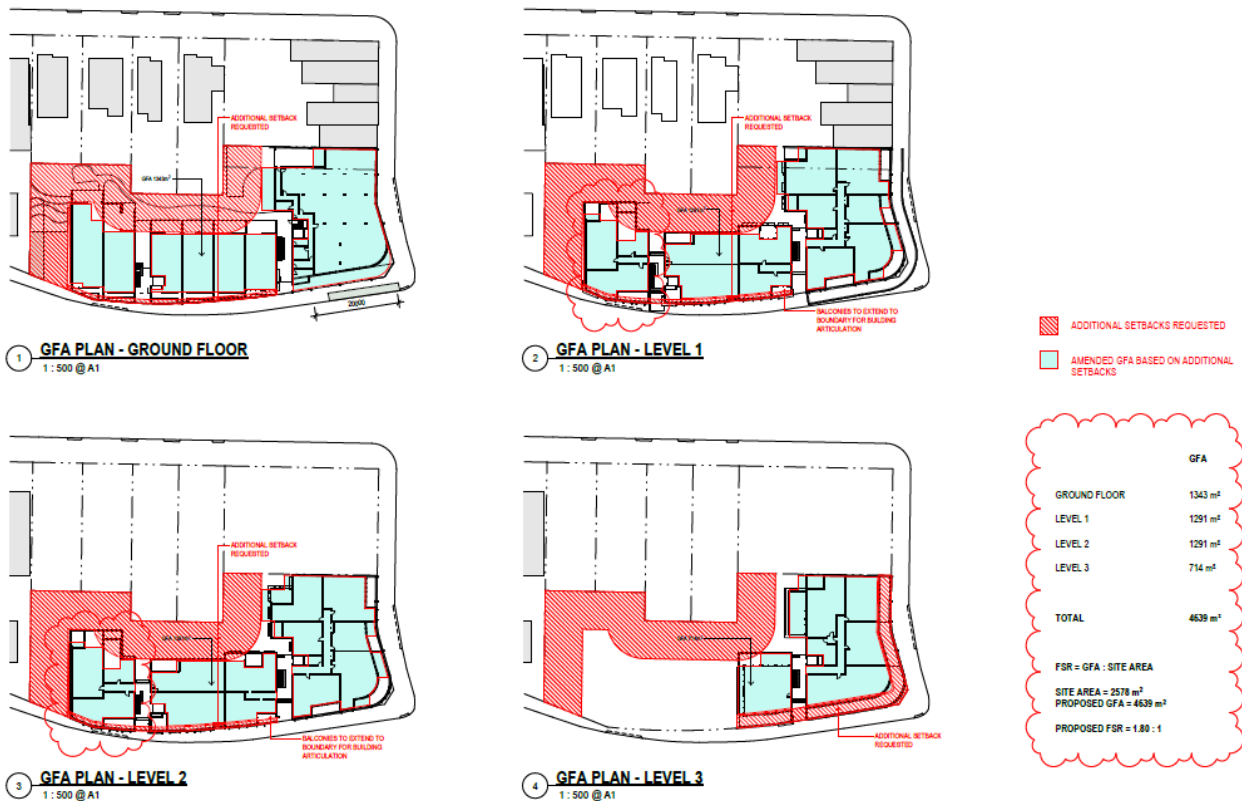 ADDITIONAL SETBACK
REQUESTED
GFA 1343m²
20000
1 GFA PLAN - GROUND FLOOR
1 : 500 @ A1
ADDITIONAL SETBACK
REQUESTED
BALCONIES TO EXTEND TO
BOUNDARY FOR BUILDING
ARTICULATION
2 GFA PLAN - LEVEL 1
1 : 500 @ A1
ADDITIONAL SETBACKS REQUESTED
AMENDED GFA BASED ON ADDITIONAL
SETBACKS
ADDITIONAL SETBACK
REQUESTED
BALCONIES TO EXTEND TO
BOUNDARY FOR BUILDING
ARTICULATION
3 GFA PLAN - LEVEL 2
1 : 500 @ A1
ADDITIONAL SETBACK
REQUESTED
4 GFA PLAN - LEVEL 3
1 : 500 @ A1
GFA
GROUND FLOOR 1343 m²
LEVEL 1 1291 m²
LEVEL 2 1291 m²
LEVEL 3 714 m²
TOTAL 4639 m²
FSR = GFA : SITE AREA
SITE AREA = 2578 m²
PROPOSED GFA = 4639 m²
PROPOSED FSR = 1.80 : 1